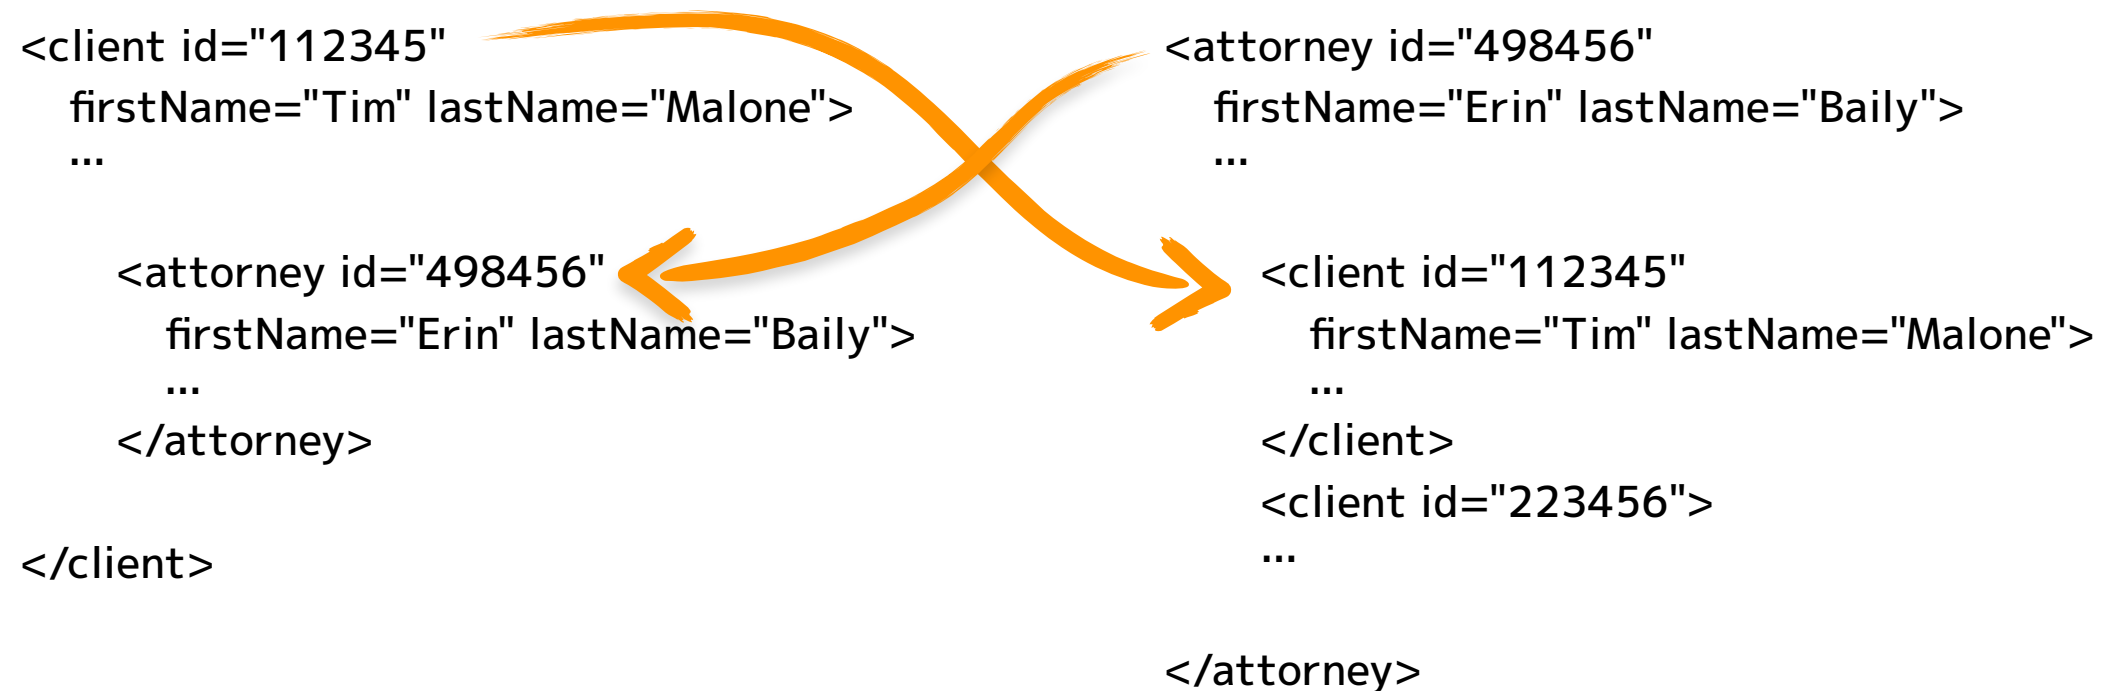 <client id="112345"
firstName="Tim" lastName="Malone">
...
<attorney id="498456"
firstName="Erin" lastName="Baily">
...
</attorney>
</client>
<attorney id="498456"
firstName="Erin" lastName="Baily">
...
<client id="112345"
firstName="Tim" lastName="Malone">
...
</client>
<client id="223456">
...
</attorney>